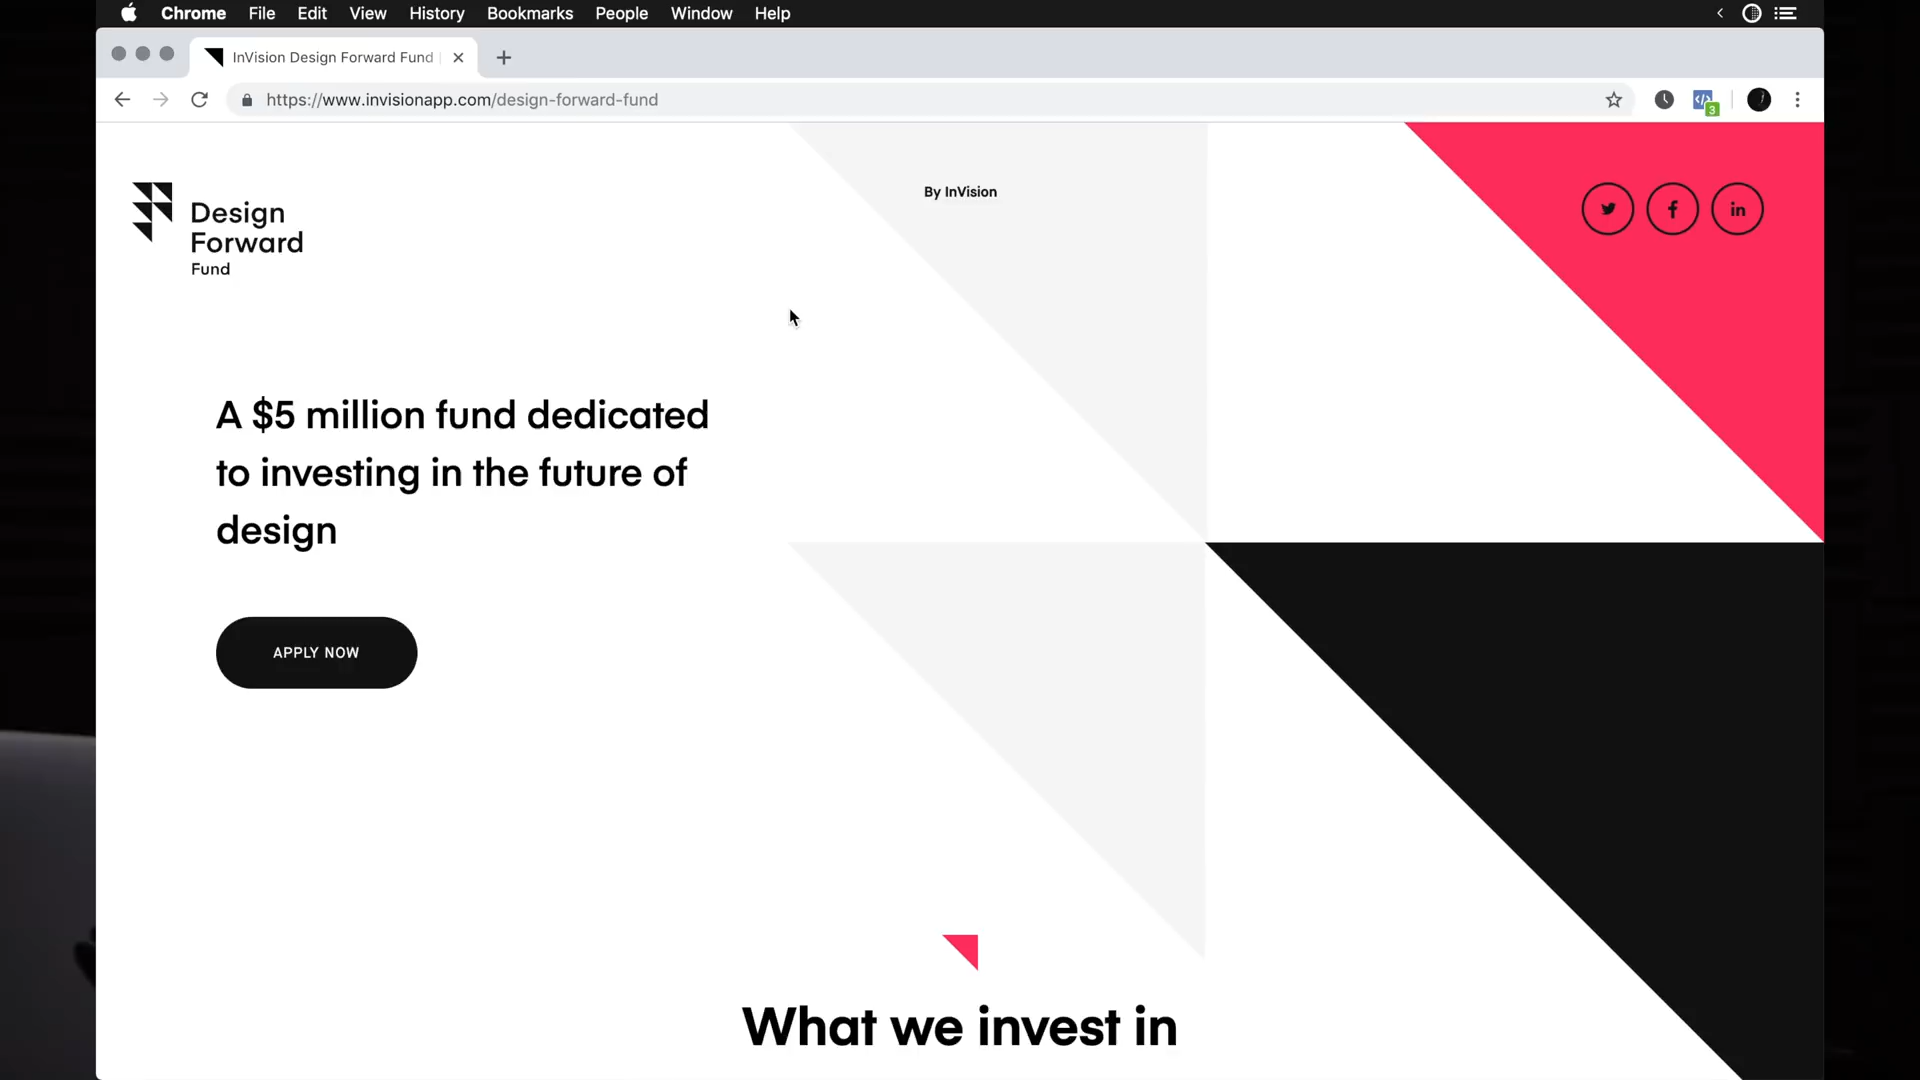 Chrome File Edit View History Bookmarks People Window Help
InVision Design Forward Fund
https://www.invisionapp.com/design-forward-fund
3
Design
Forward
Fund
By InVision
in
A $5 million fund dedicated
to investing in the future of
design
APPLY NOW
What we invest in